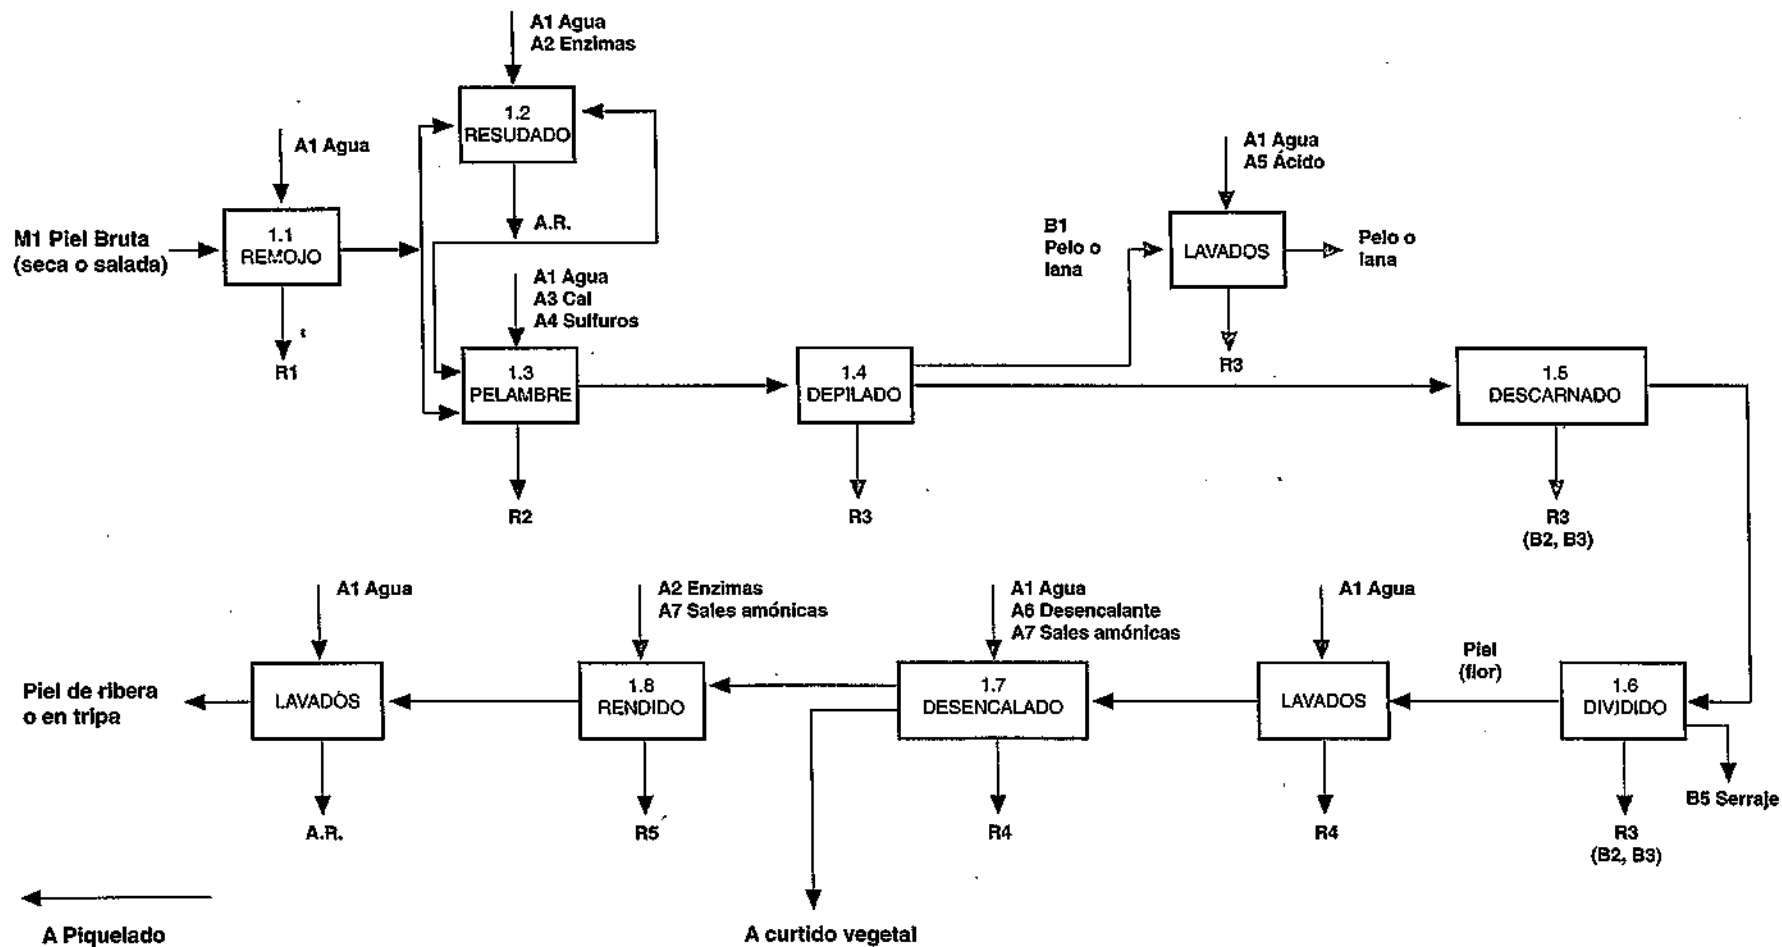 A1 Agua
A2 Enzimas
1.2
RESUDADO
A1 Agua
A.R.
M1 Piel Bruta
(seca o salada)
1.1
REMOJO
R1
A1 Agua
A3 Cal
A4 Sulfuros
1.3
PELAMBRE
R2
1.4
DEPILADO
R3
B1
Pelo o
lana
A1 Agua
A5 Ácido
LAVADOS
Pelo o
lana
R3
1.5
DESCARNADO
R3
(B2, B3)
A1 Agua
LAVADOS
A.R.
Piel de ribera
o en tripa
A2 Enzimas
A7 Sales amónicas
1.8
RENDIDO
R5
A1 Agua
A6 Desencalante
A7 Sales amónicas
1.7
DESENCALADO
R4
A1 Agua
LAVADOS
R4
Piel
(flor)
1.6
DIVIDIDO
R3
(B2, B3)
B5 Serraje
A Piquelado
A curtido vegetal